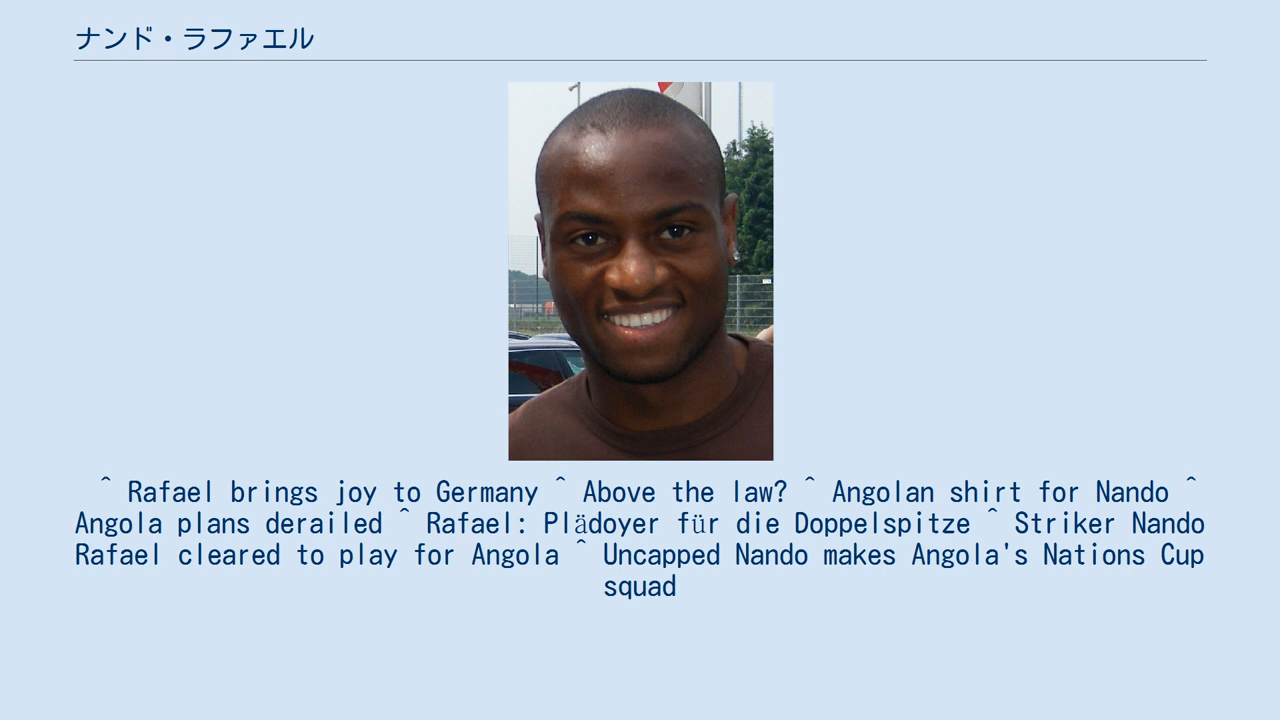 ナンド・ラファエル
^ Rafael brings joy to Germany ^ Above the law? ^ Angolan shirt for Nando ^
Angola plans derailed ^ Rafael: Plädoyer für die Doppelspitze ^ Striker Nando
Rafael cleared to play for Angola ^ Uncapped Nando makes Angola's Nations Cup
squad